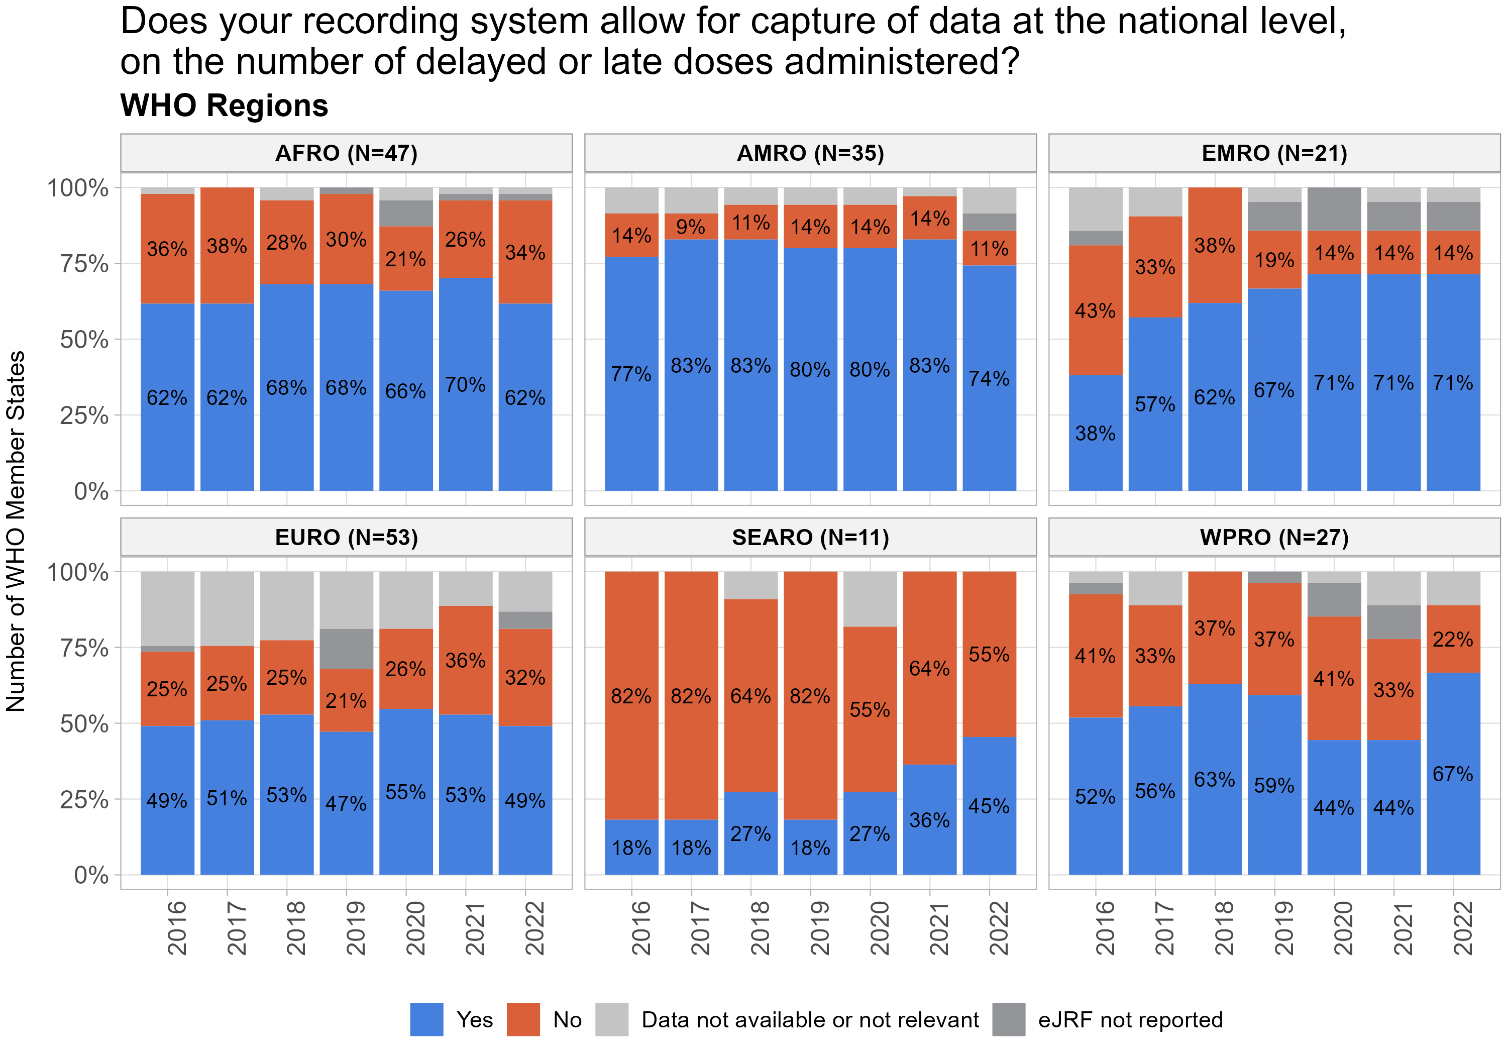 Does your recording system allow for capture of data at the national level,
on the number of delayed or late doses administered?
WHO Regions
Number of WHO Member States
AFRO (N=47)
100%
75%
50%
25%
0%
36% 38% 28% 30% 21% 26% 34%
62% 62% 68% 68% 66% 70% 62%
AMRO (N=35)
14% 9% 11% 14% 14% 14% 11%
77% 83% 83% 80% 80% 83% 74%
EMRO (N=21)
43% 33% 38% 19% 14% 14% 14%
38% 57% 62% 67% 71% 71% 71%
EURO (N=53)
100%
75%
50%
25%
0%
25% 25% 25% 21% 26% 36% 32%
49% 51% 53% 47% 55% 53% 49%
2016 2017 2018 2019 2020 2021 2022
SEARO (N=11)
82% 82% 64% 82% 55% 64% 55%
18% 18% 27% 18% 27% 36% 45%
2016 2017 2018 2019 2020 2021 2022
WPRO (N=27)
41% 33% 37% 37% 41% 33% 22%
52% 56% 63% 59% 44% 44% 67%
2016 2017 2018 2019 2020 2021 2022
Yes No Data not available or not relevant eJRF not reported